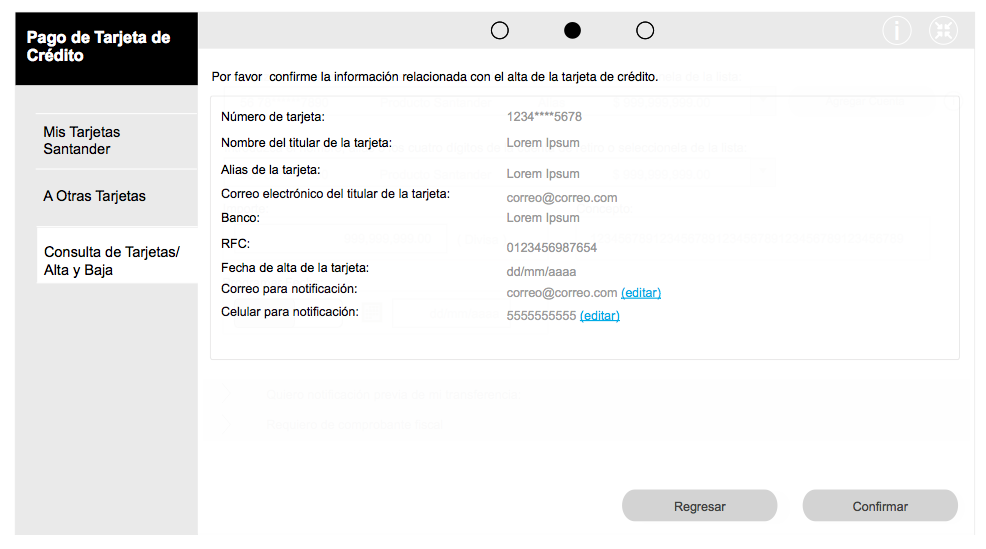 Pago de Tarjeta de
Crédito
Por favor confirme la información relacionada con el alta de la tarjeta de crédito.
Mis Tarjetas
Santander
A Otras Tarjetas
Consulta de Tarjetas/
Alta y Baja
Número de tarjeta: 1234****5678
Nombre del titular de la tarjeta: Lorem Ipsum
Alias de la tarjeta: Lorem Ipsum
Correo electrónico del titular de la tarjeta: correo@correo.com
Banco: Lorem Ipsum
RFC: 0123456987654
Fecha de alta de la tarjeta: dd/mm/aaaa
Correo para notificación: correo@correo.com (editar)
Celular para notificación: 5555555555 (editar)
Regresar Confirmar